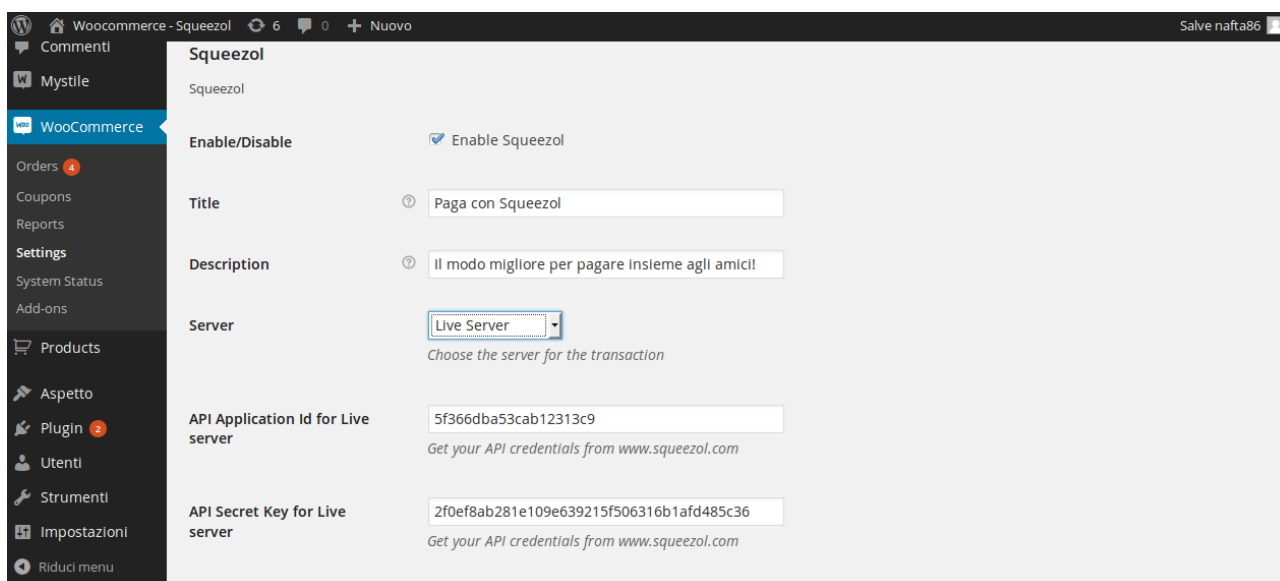 Woocommerce - Squeezol 6 0 + Nuovo Salve nafta86
Commenti
Mystile
WooCommerce
Orders 4
Coupons
Reports
Settings
System Status
Add-ons
Products
Aspetto
Plugin 2
Utenti
Strumenti
Impostazioni
Riduci menu
Squeezol
Squeezol
Enable/Disable
Enable Squeezol
Title
Paga con Squeezol
Description
Il modo migliore per pagare insieme agli amici!
Server
Live Server
Choose the server for the transaction
API Application Id for Live
server
5f366dba53cab12313c9
Get your API credentials from www.squeezol.com
API Secret Key for Live
server
2f0ef8ab281e109e639215f506316b1afd485c36
Get your API credentials from www.squeezol.com